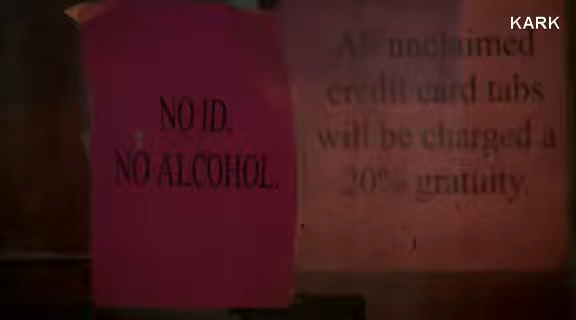 KARK
NO ID.
NO ALCOHOL.
All unclaimed
credit card tabs
will be charged a
20% gratuity.